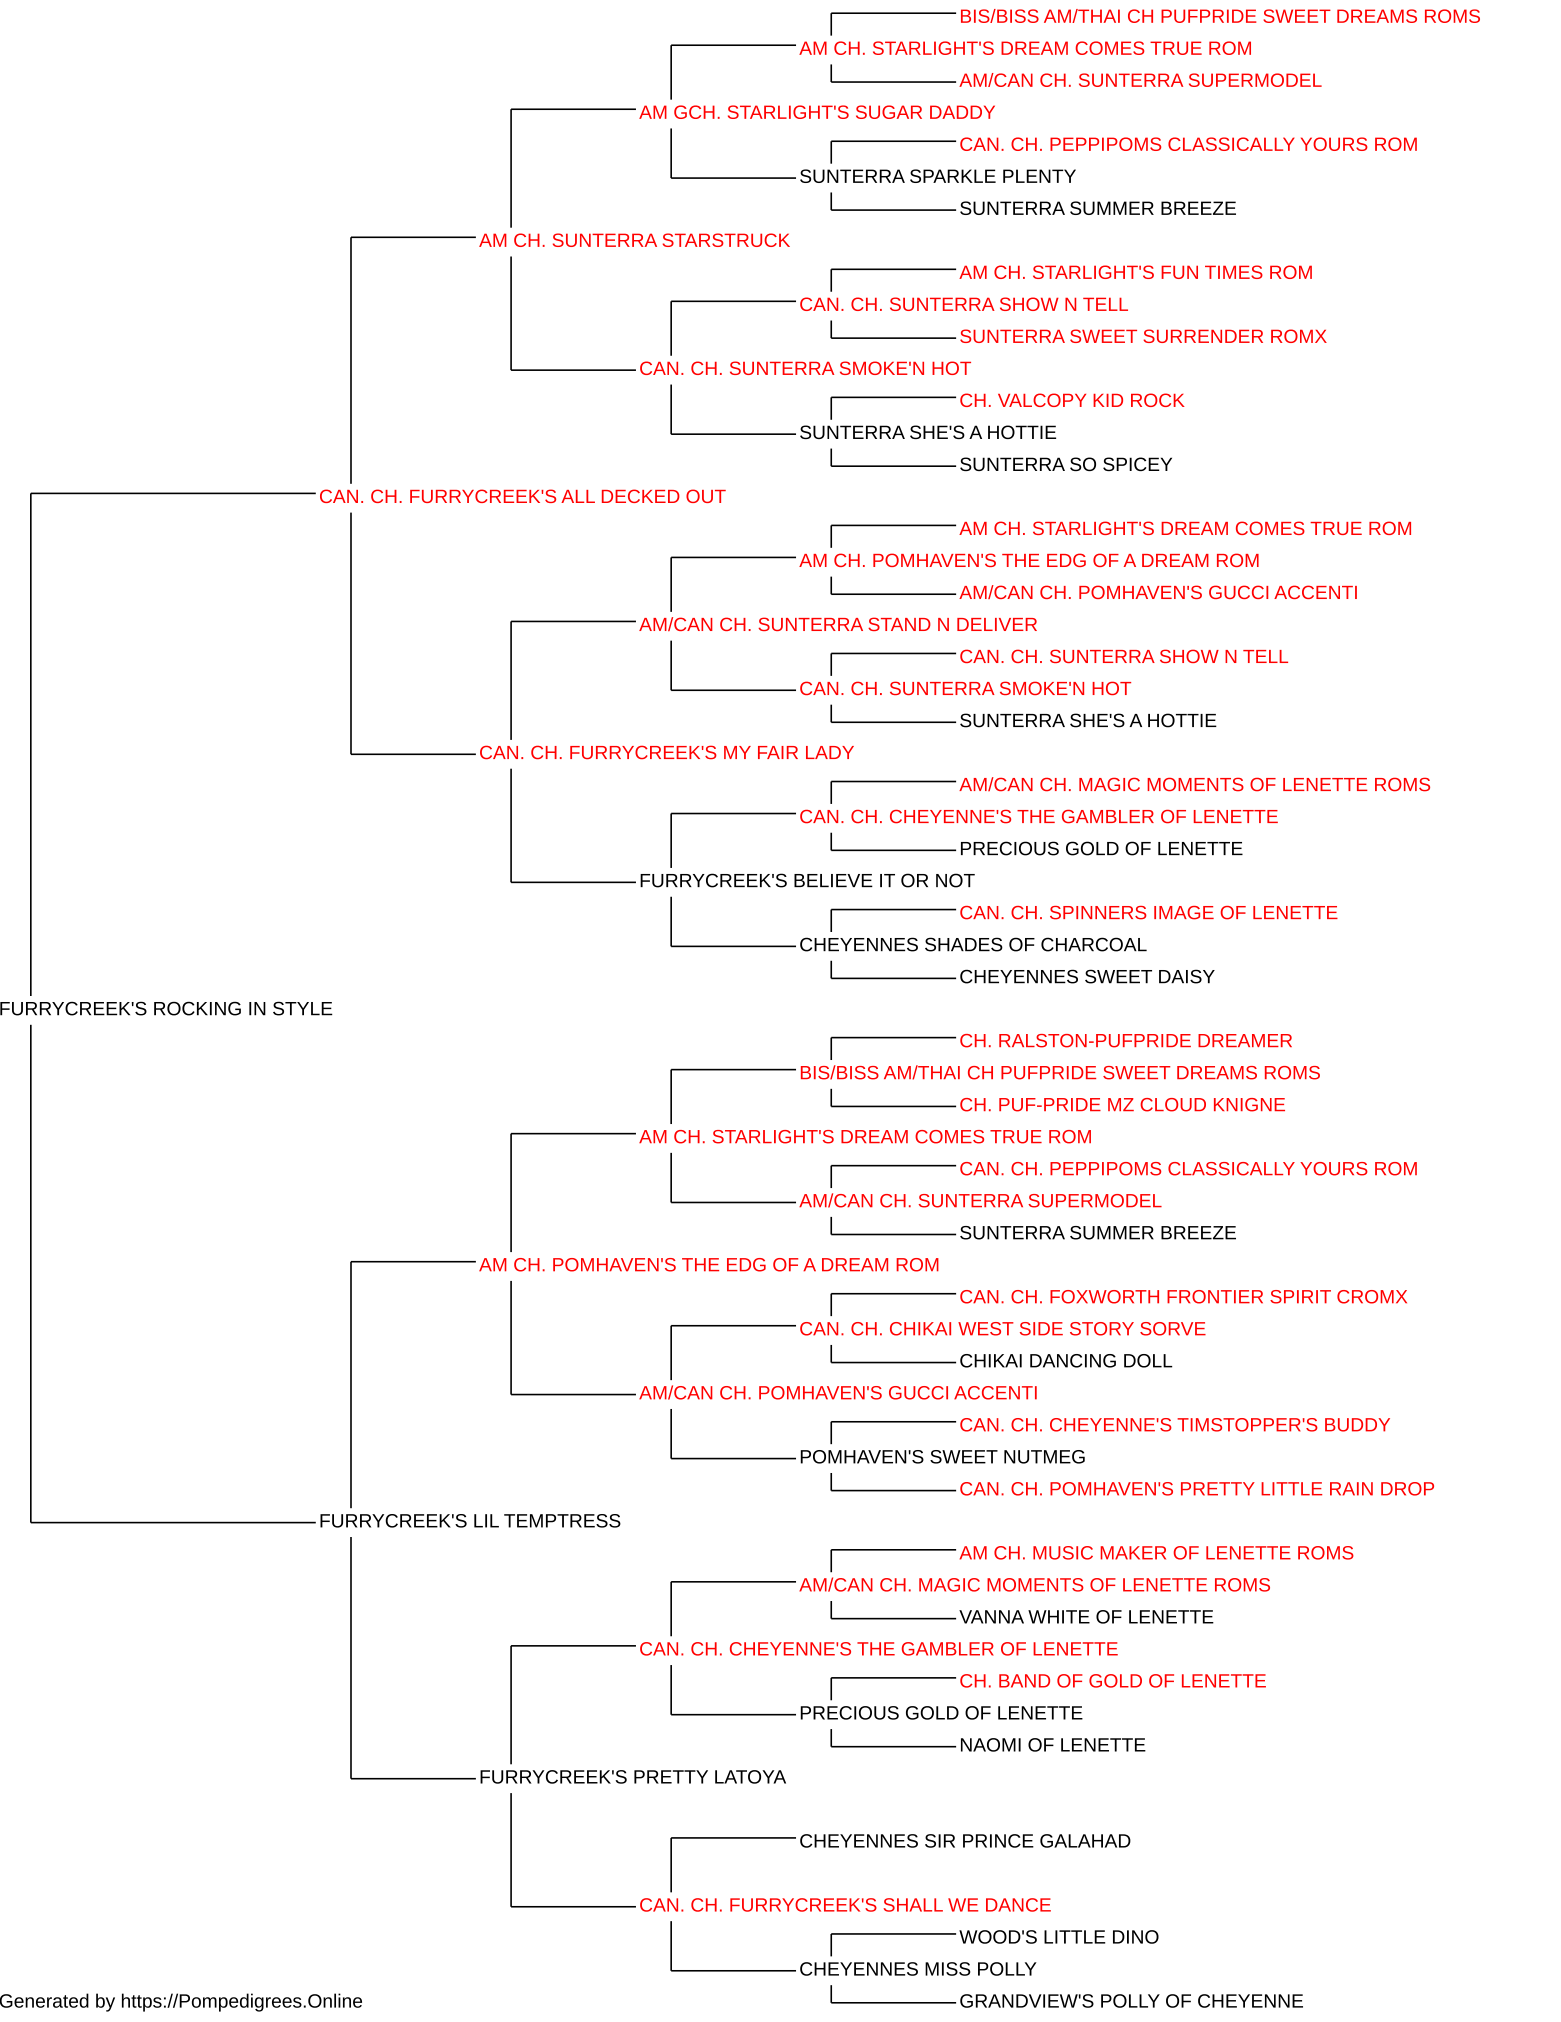 BIS/BISS AM/THAI CH PUFPRIDE SWEET DREAMS ROMS
AM CH. STARLIGHT'S DREAM COMES TRUE ROM
AM/CAN CH. SUNTERRA SUPERMODEL
AM GCH. STARLIGHT'S SUGAR DADDY
CAN. CH. PEPPIPOMS CLASSICALLY YOURS ROM
SUNTERRA SPARKLE PLENTY
SUNTERRA SUMMER BREEZE
AM CH. SUNTERRA STARSTRUCK
AM CH. STARLIGHT'S FUN TIMES ROM
CAN. CH. SUNTERRA SHOW N TELL
SUNTERRA SWEET SURRENDER ROMX
CAN. CH. SUNTERRA SMOKE'N HOT
CH. VALCOPY KID ROCK
SUNTERRA SHE'S A HOTTIE
SUNTERRA SO SPICEY
CAN. CH. FURRYCREEK'S ALL DECKED OUT
AM CH. STARLIGHT'S DREAM COMES TRUE ROM
AM CH. POMHAVEN'S THE EDG OF A DREAM ROM
AM/CAN CH. POMHAVEN'S GUCCI ACCENTI
AM/CAN CH. SUNTERRA STAND N DELIVER
CAN. CH. SUNTERRA SHOW N TELL
CAN. CH. SUNTERRA SMOKE'N HOT
SUNTERRA SHE'S A HOTTIE
CAN. CH. FURRYCREEK'S MY FAIR LADY
AM/CAN CH. MAGIC MOMENTS OF LENETTE ROMS
CAN. CH. CHEYENNE'S THE GAMBLER OF LENETTE
PRECIOUS GOLD OF LENETTE
FURRYCREEK'S BELIEVE IT OR NOT
CAN. CH. SPINNERS IMAGE OF LENETTE
CHEYENNES SHADES OF CHARCOAL
CHEYENNES SWEET DAISY
FURRYCREEK'S ROCKING IN STYLE
CH. RALSTON-PUFPRIDE DREAMER
BIS/BISS AM/THAI CH PUFPRIDE SWEET DREAMS ROMS
CH. PUF-PRIDE MZ CLOUD KNIGNE
AM CH. STARLIGHT'S DREAM COMES TRUE ROM
CAN. CH. PEPPIPOMS CLASSICALLY YOURS ROM
AM/CAN CH. SUNTERRA SUPERMODEL
SUNTERRA SUMMER BREEZE
AM CH. POMHAVEN'S THE EDG OF A DREAM ROM
CAN. CH. FOXWORTH FRONTIER SPIRIT CROMX
CAN. CH. CHIKAI WEST SIDE STORY SORVE
CHIKAI DANCING DOLL
AM/CAN CH. POMHAVEN'S GUCCI ACCENTI
CAN. CH. CHEYENNE'S TIMSTOPPER'S BUDDY
POMHAVEN'S SWEET NUTMEG
CAN. CH. POMHAVEN'S PRETTY LITTLE RAIN DROP
FURRYCREEK'S LIL TEMPTRESS
AM CH. MUSIC MAKER OF LENETTE ROMS
AM/CAN CH. MAGIC MOMENTS OF LENETTE ROMS
VANNA WHITE OF LENETTE
CAN. CH. CHEYENNE'S THE GAMBLER OF LENETTE
CH. BAND OF GOLD OF LENETTE
PRECIOUS GOLD OF LENETTE
NAOMI OF LENETTE
FURRYCREEK'S PRETTY LATOYA
CHEYENNES SIR PRINCE GALAHAD
CAN. CH. FURRYCREEK'S SHALL WE DANCE
WOOD'S LITTLE DINO
CHEYENNES MISS POLLY
GRANDVIEW'S POLLY OF CHEYENNE
Generated by https://Pompedigrees.Online